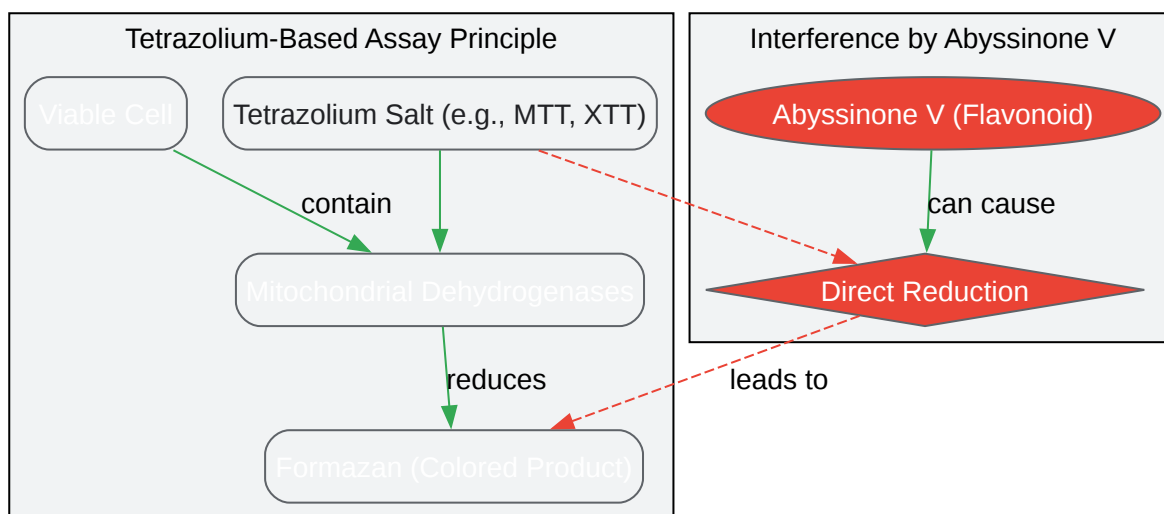 Tetrazolium-Based Assay Principle
Viable Cell
Tetrazolium Salt (e.g., MTT, XTT)
contain
Mitochondrial Dehydrogenases
reduces
Formazan (Colored Product)
Interference by Abyssinone V
Abyssinone V (Flavonoid)
can cause
Direct Reduction
leads to